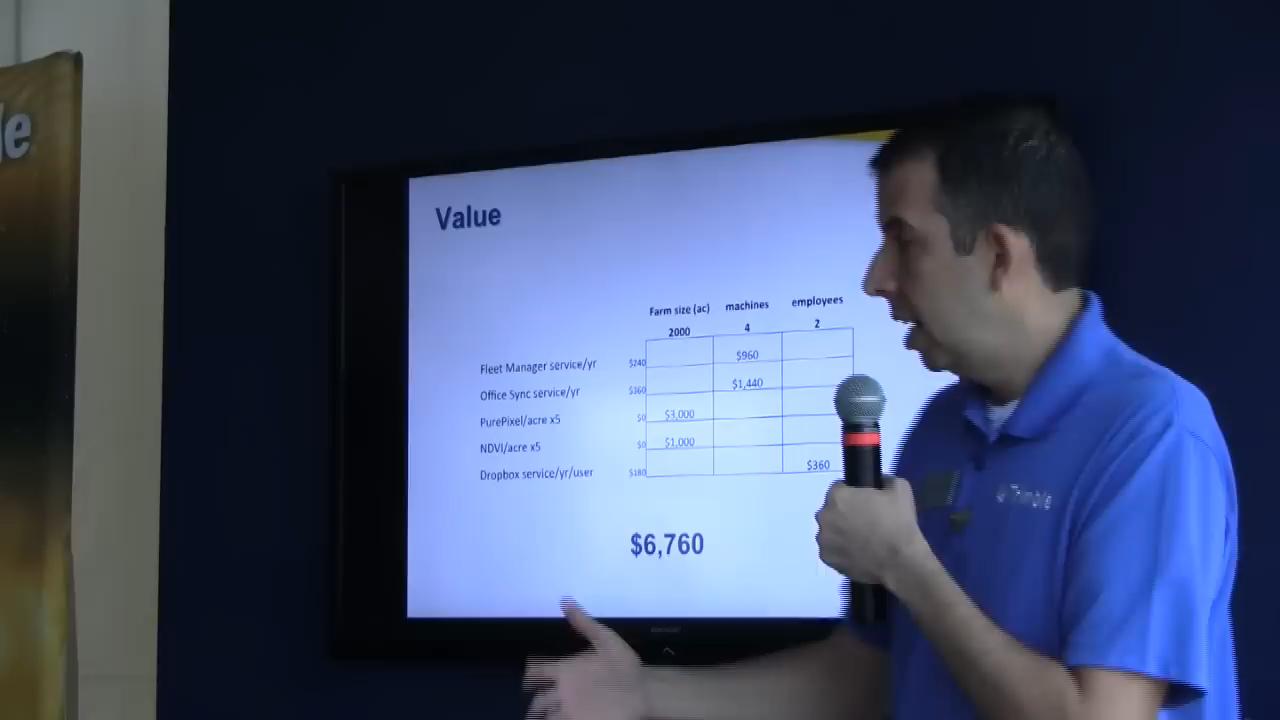 le
Value
Farm size (ac) machines employees
2000 4 2
Fleet Manager service/yr $240 $960
Office Sync service/yr $360 $1,440
PurePixel/acre x5 $0 $3,000
NDVI/acre x5 $0 $1,000
Dropbox service/yr/user $180 $360
$6,760
Trimble